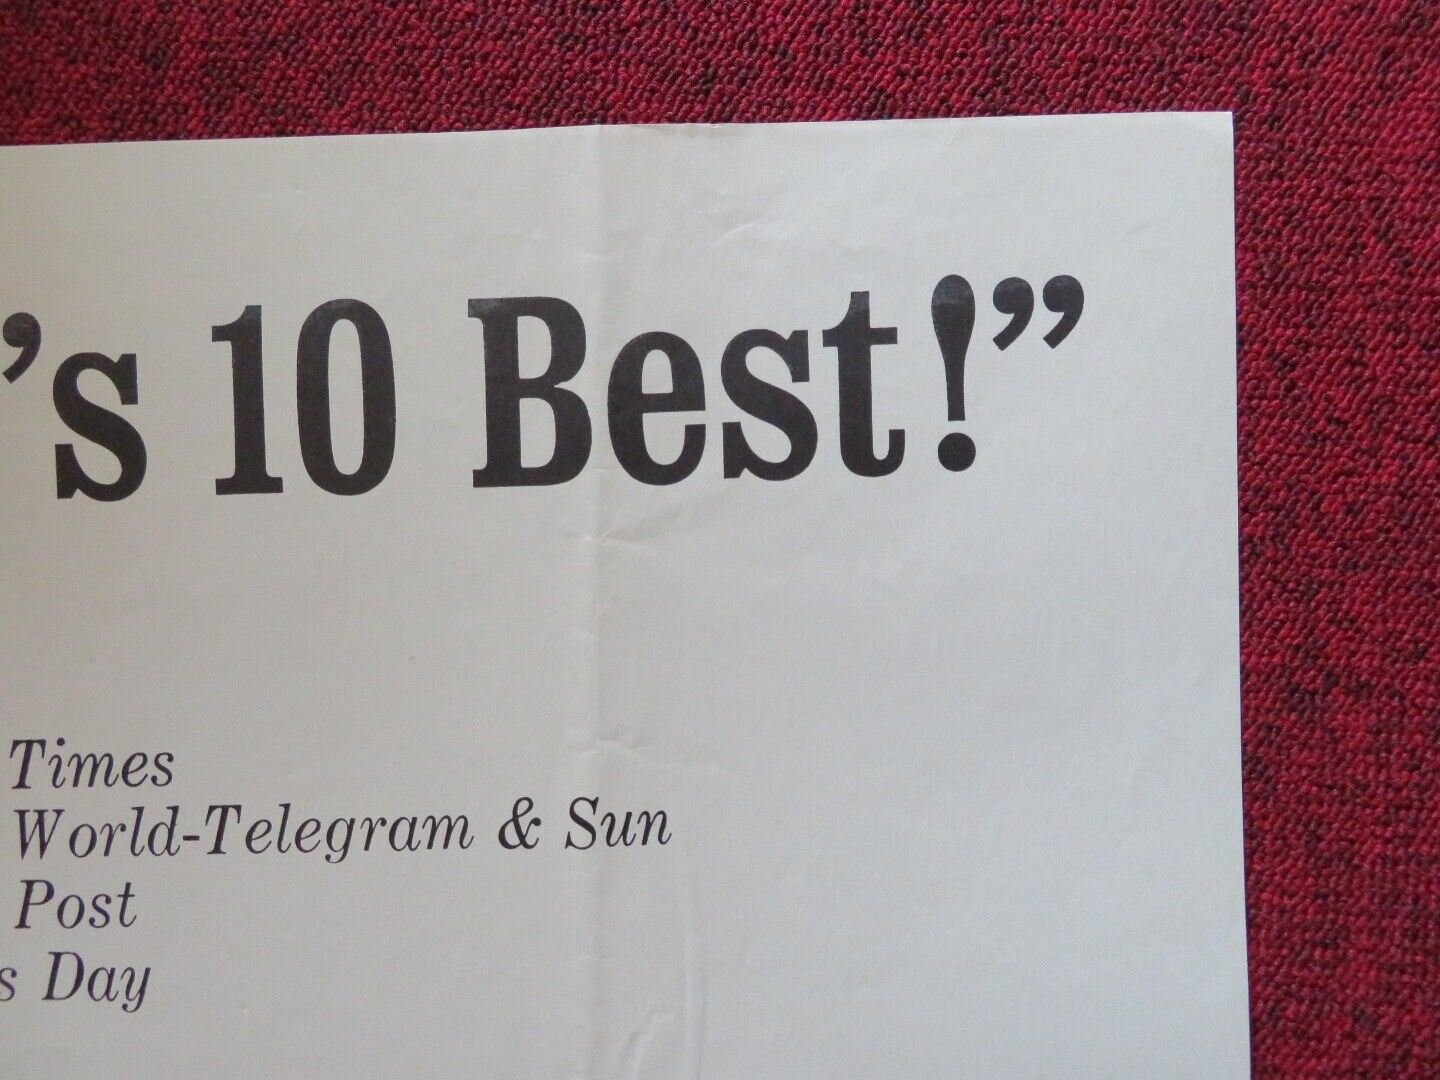 ’s 10 Best!”
Times
World-Telegram & Sun
Post
s Day